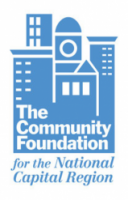 The
Community
Foundation
for the National
Capital Region